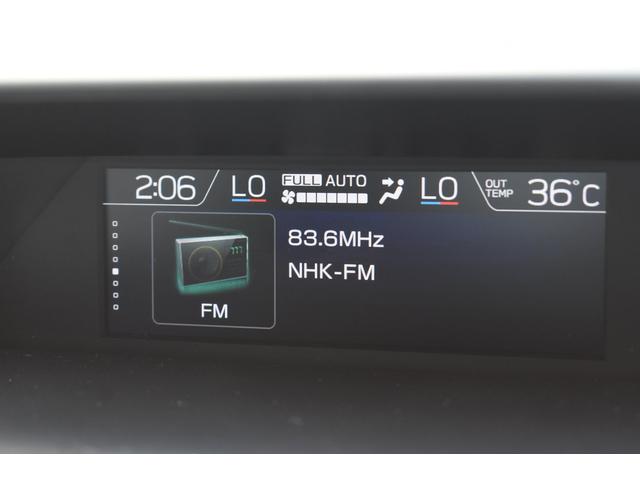 2:06 LO FULL AUTO LO OUT TEMP 36°C
83.6MHz
NHK-FM
FM